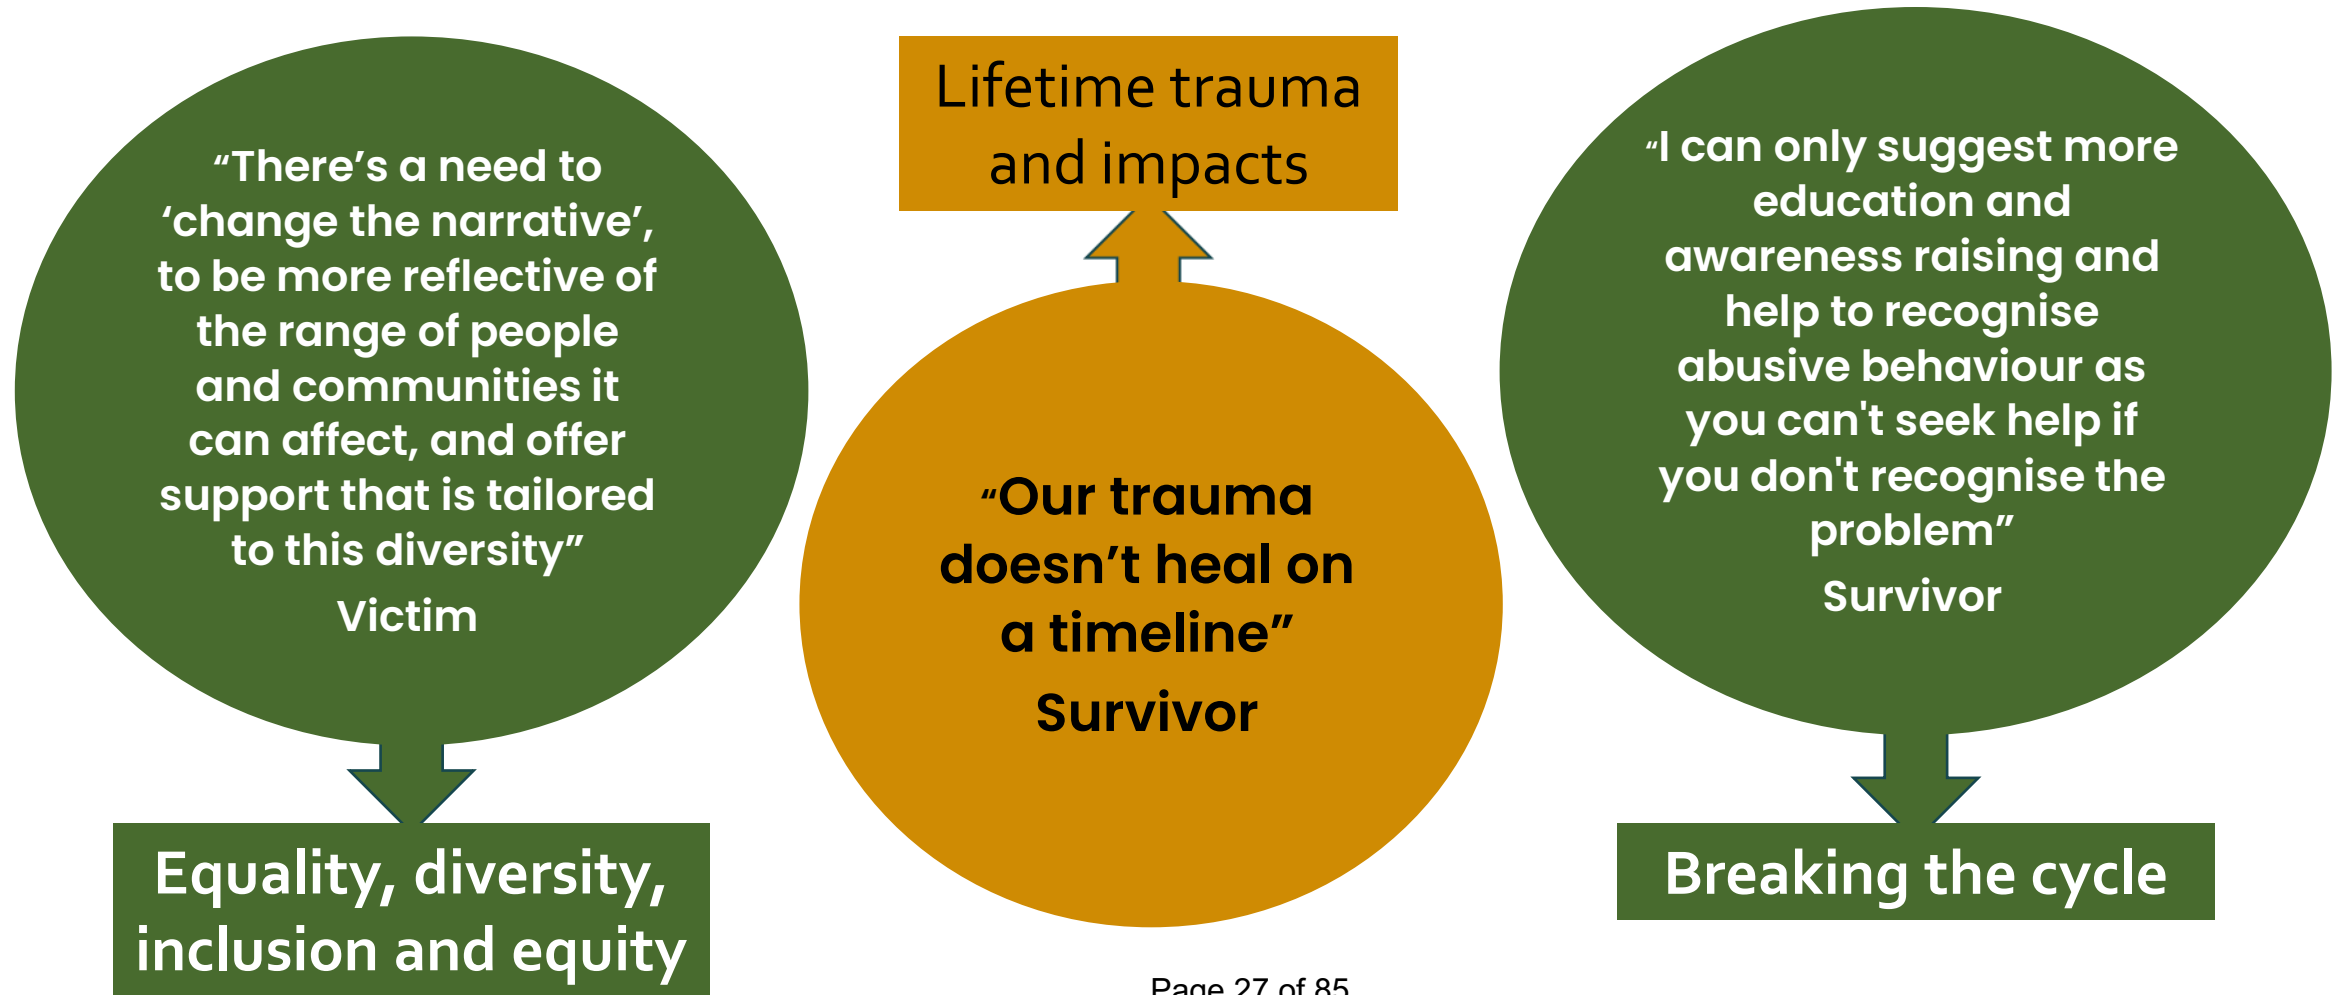 “There’s a need to
‘change the narrative’,
to be more reflective of
the range of people
and communities it
can affect, and offer
support that is tailored
to this diversity”
Victim
Equality, diversity,
inclusion and equity
Lifetime trauma
and impacts
“Our trauma
doesn’t heal on
a timeline”
Survivor
“I can only suggest more
education and
awareness raising and
help to recognise
abusive behaviour as
you can't seek help if
you don't recognise the
problem”
Survivor
Breaking the cycle
Page 27 of 85